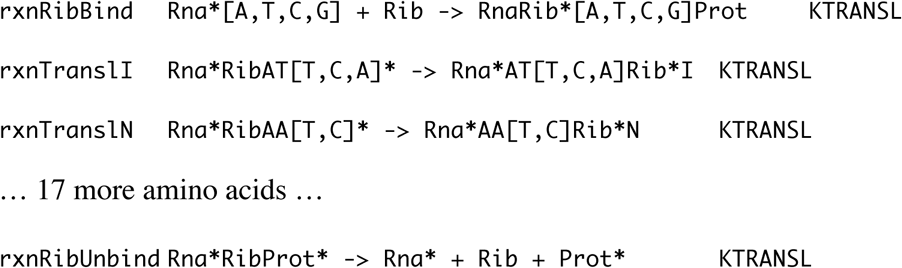 rxnRibBind Rna*[A,T,C,G] + Rib -> RnaRib*[A,T,C,G]Prot KTRANSL
rxnTranslI Rna*RibAT[T,C,A]* -> Rna*AT[T,C,A]Rib*I KTRANSL
rxnTranslN Rna*RibAA[T,C]* -> Rna*AA[T,C]Rib*N KTRANSL
… 17 more amino acids …
rxnRibUnbind Rna*RibProt* -> Rna* + Rib + Prot* KTRANSL